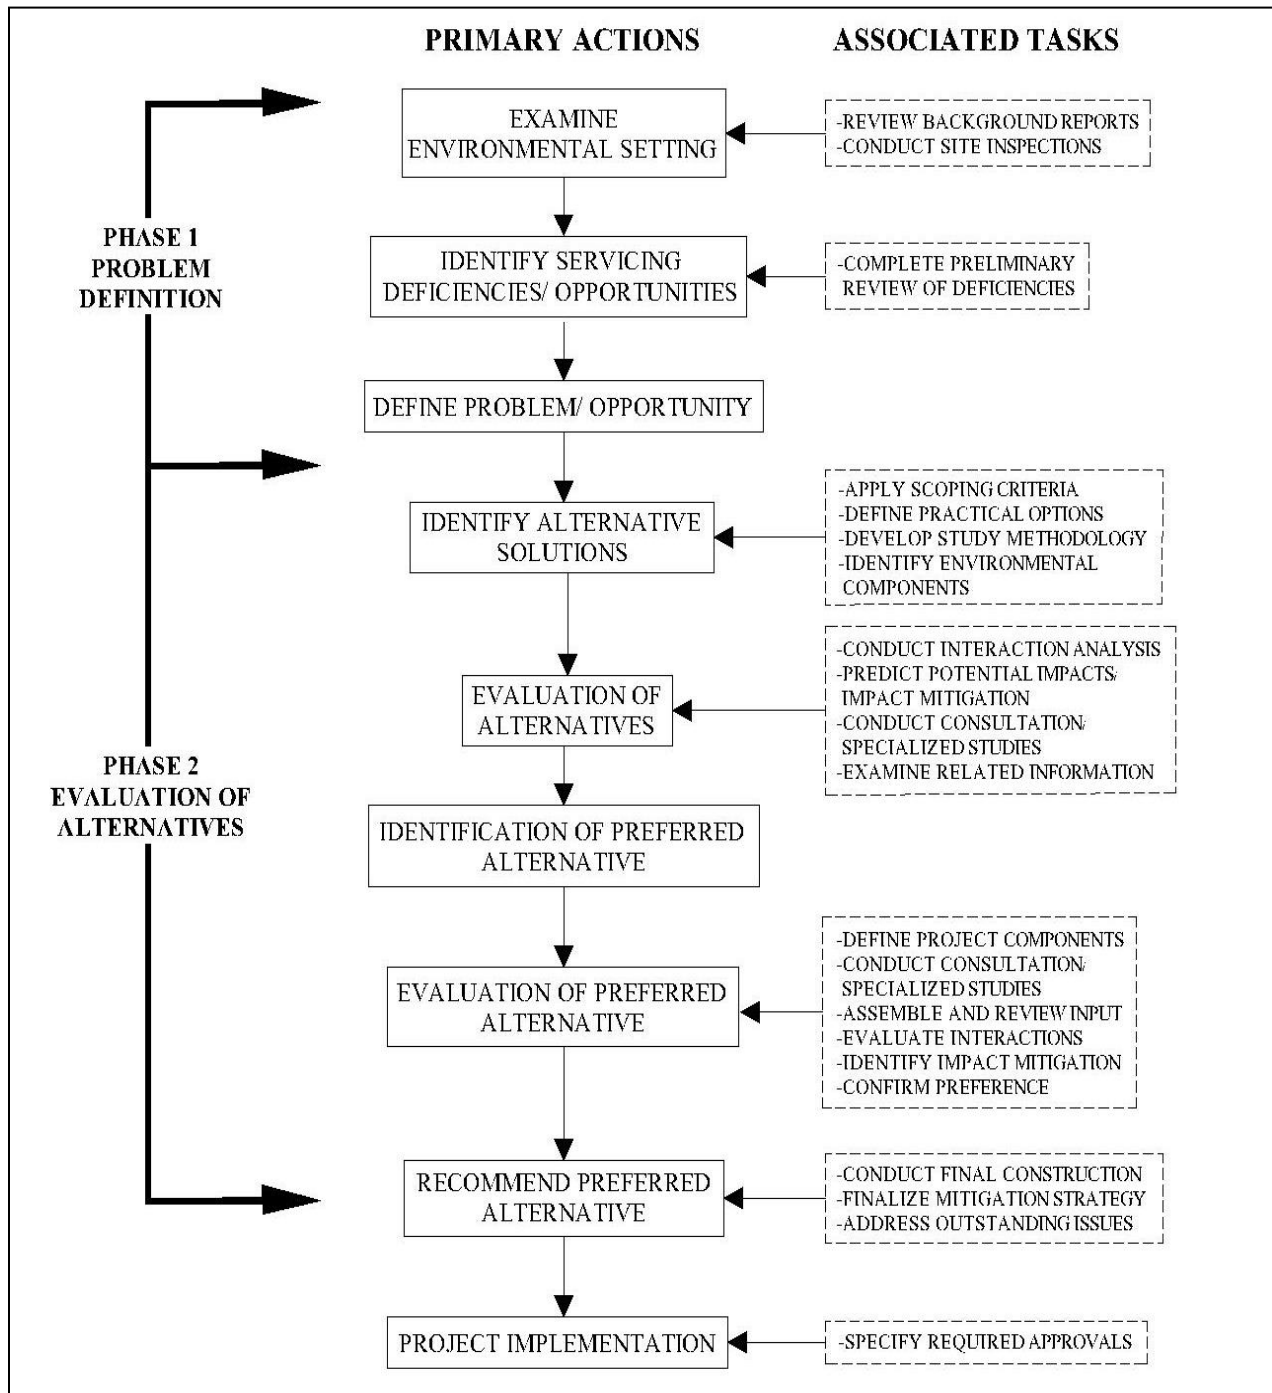 PRIMARY ACTIONS
ASSOCIATED TASKS
PHASE 1
PROBLEM
DEFINITION
EXAMINE
ENVIRONMENTAL SETTING
-REVIEW BACKGROUND REPORTS
-CONDUCT SITE INSPECTIONS
IDENTIFY SERVICING
DEFICIENCIES/ OPPORTUNITIES
-COMPLETE PRELIMINARY
REVIEW OF DEFICIENCIES
DEFINE PROBLEM/ OPPORTUNITY
PHASE 2
EVALUATION OF
ALTERNATIVES
IDENTIFY ALTERNATIVE
SOLUTIONS
-APPLY SCOPING CRITERIA
-DEFINE PRACTICAL OPTIONS
-DEVELOP STUDY METHODOLOGY
-IDENTIFY ENVIRONMENTAL
COMPONENTS
EVALUATION OF
ALTERNATIVES
-CONDUCT INTERACTION ANALYSIS
-PREDICT POTENTIAL IMPACTS/
IMPACT MITIGATION
-CONDUCT CONSULTATION/
SPECIALIZED STUDIES
-EXAMINE RELATED INFORMATION
IDENTIFICATION OF PREFERRED
ALTERNATIVE
EVALUATION OF PREFERRED
ALTERNATIVE
-DEFINE PROJECT COMPONENTS
-CONDUCT CONSULTATION/
SPECIALIZED STUDIES
-ASSEMBLE AND REVIEW INPUT
-EVALUATE INTERACTIONS
-IDENTIFY IMPACT MITIGATION
-CONFIRM PREFERENCE
RECOMMEND PREFERRED
ALTERNATIVE
-CONDUCT FINAL CONSTRUCTION
-FINALIZE MITIGATION STRATEGY
-ADDRESS OUTSTANDING ISSUES
PROJECT IMPLEMENTATION
-SPECIFY REQUIRED APPROVALS